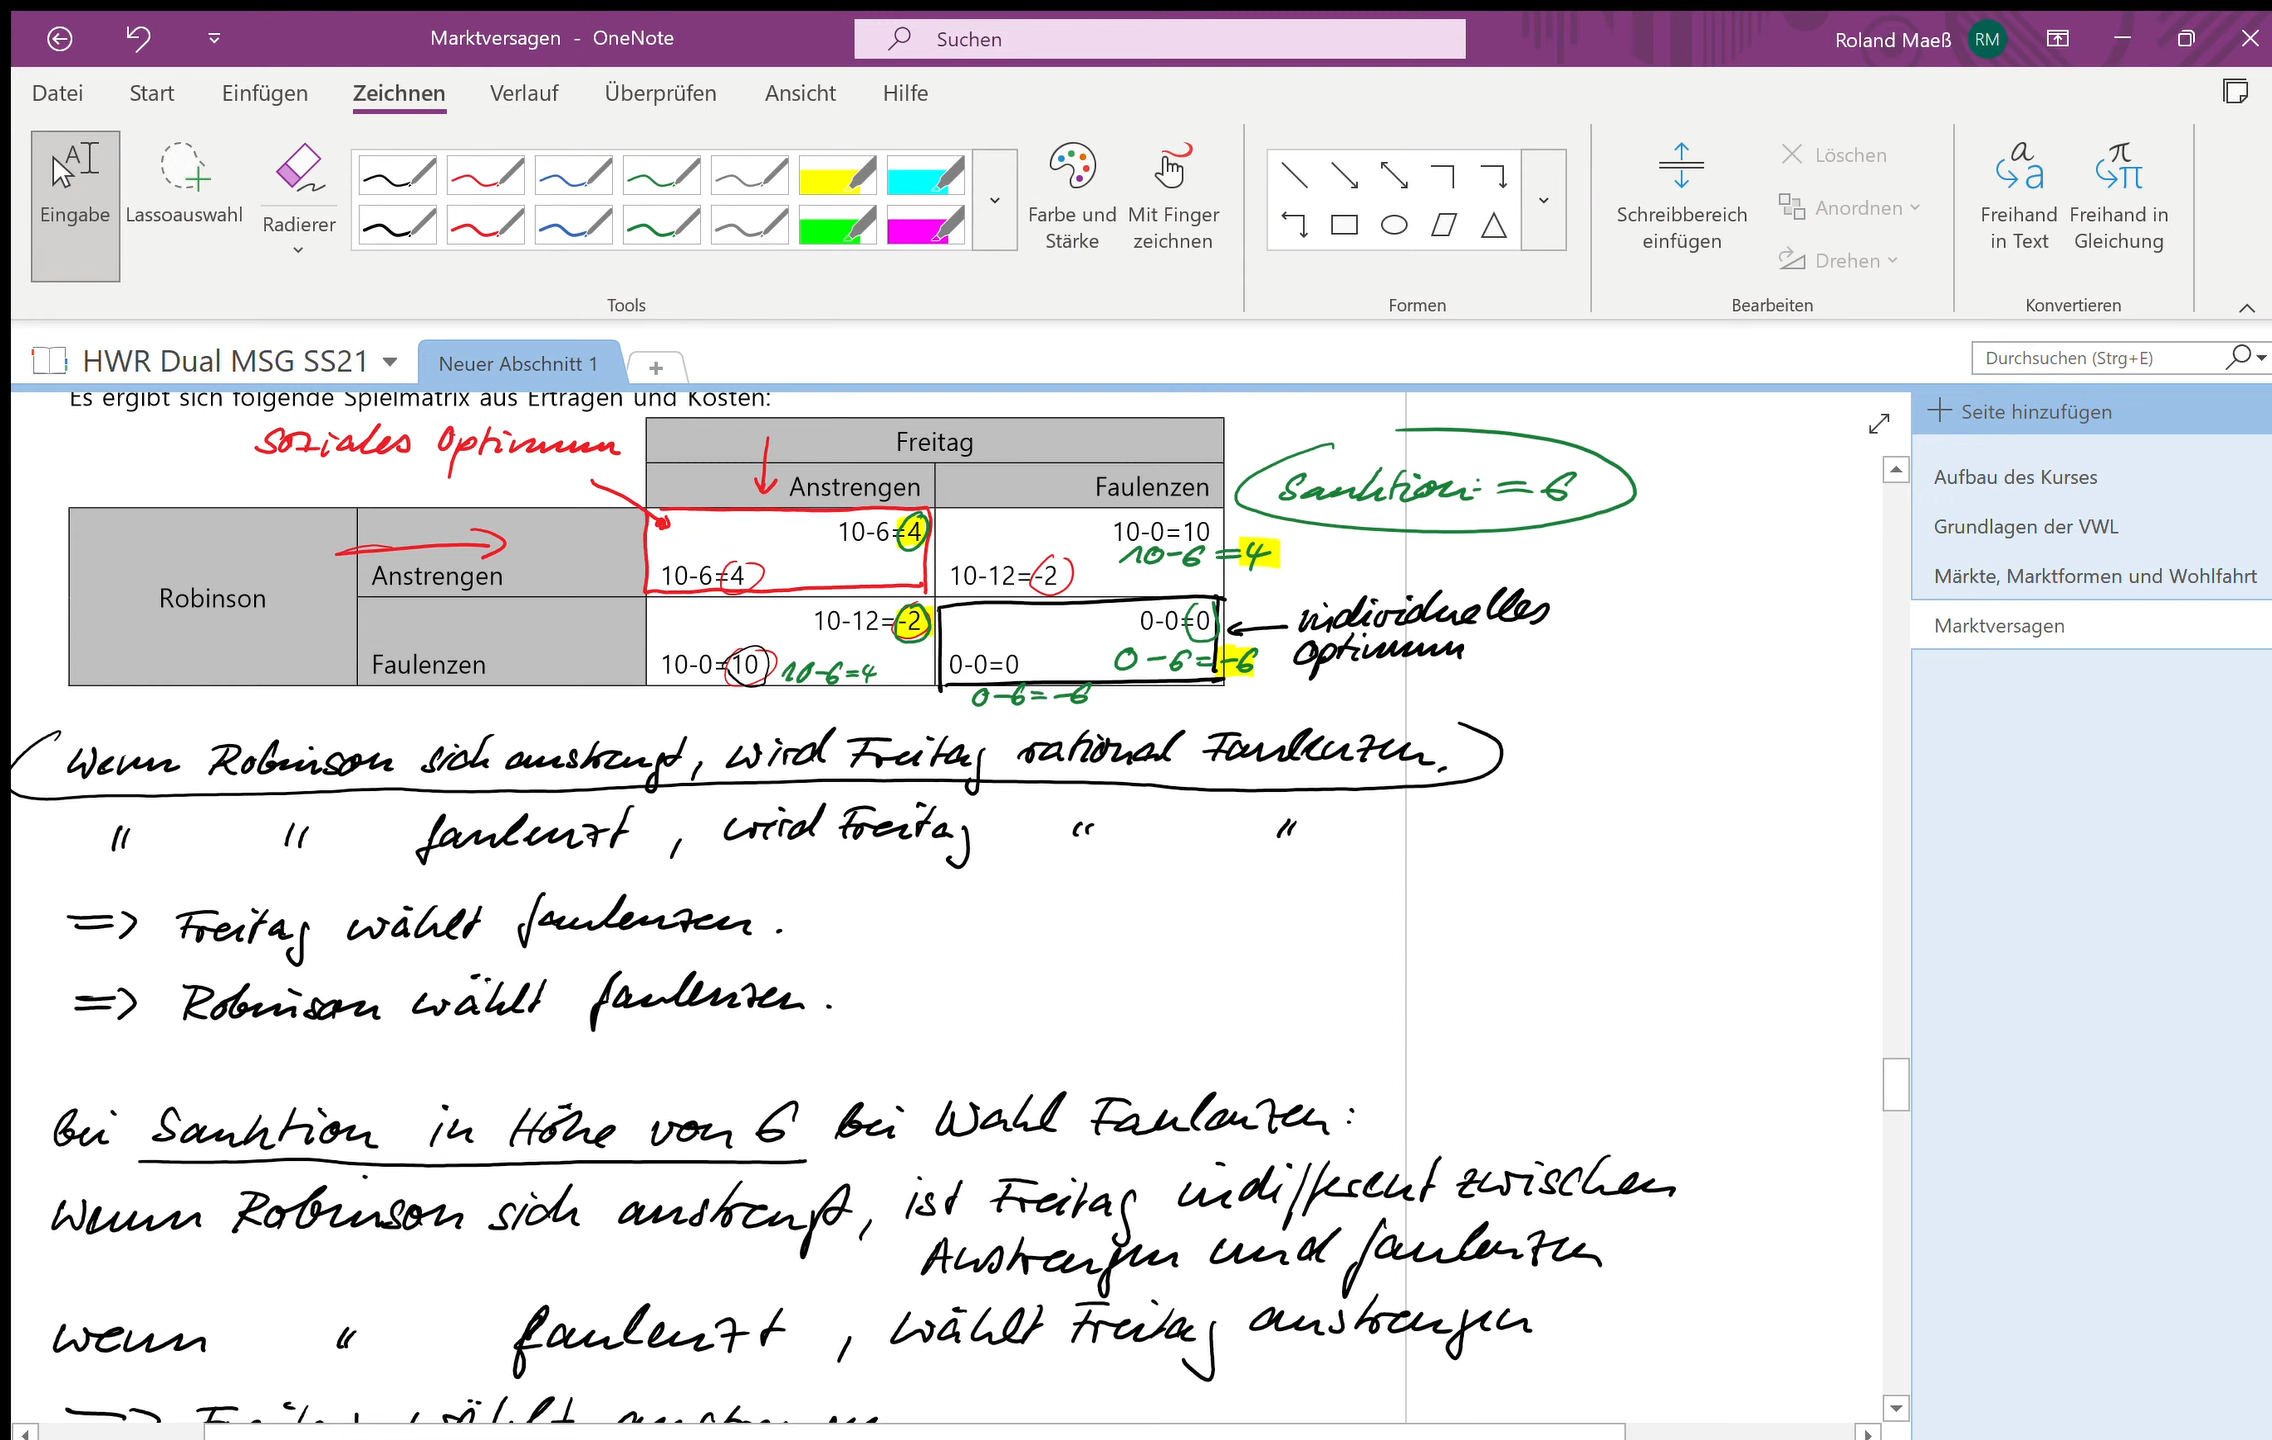 Marktversagen - OneNote
Suchen
Roland Maeß RM
Datei Start Einfügen Zeichnen Verlauf Überprüfen Ansicht Hilfe
Eingabe
Lassoauswahl
Radierer
Farbe und Stärke
Mit Finger zeichnen
Schreibbereich einfügen
Löschen
Anordnen
Drehen
Freihand in Text
Freihand in Gleichung
Tools
Formen
Bearbeiten
Konvertieren
HWR Dual MSG SS21
Neuer Abschnitt 1
Durchsuchen (Strg+E)
Seite hinzufügen
Aufbau des Kurses
Grundlagen der VWL
Märkte, Marktformen und Wohlfahrt
Marktversagen
Es ergibt sich folgende Spielmatrix aus Erträgen und Kosten:
soziales Optimum
Freitag
Anstrengen Faulenzen
Sanktion: = 6
Robinson
Anstrengen
10-6=4
10-6=4
10-0=10
10-6=4
10-12=-2
Faulenzen
10-12=-2
10-0=10 10-6=4
0-0=0
0-0=0
0-6=-6
0-6=-6
individuelles
Optimum
Wenn Robinson sich anstrengt, wird Freitag rational Faulenzen.
" " faulenzt, wird Freitag " "
=> Freitag wählt faulenzen.
=> Robinson wählt faulenzen.
bei Sanktion in Höhe von 6 bei Wahl Faulenzen:
wenn Robinson sich anstrengt, ist Freitag indifferent zwischen
Anstrengen und faulenzen
wenn " faulenzt, wählt Freitag anstrengen
=> Freitag wählt anstrengen